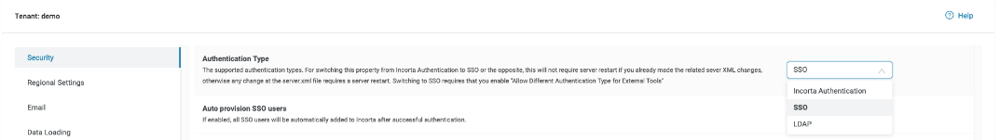 Tenant: demo
Help
Security
Regional Settings
Email
Data Loading
Authentication Type
The supported authentication types. For switching this property from Incorta Authentication to SSO or the opposite, this will not require server restart if you already made the related sever XML changes,
otherwise any change at the server.xml file requires a server restart. Switching to SSO requires that you enable "Allow Different Authentication Type for External Tools"
SSO
Incorta Authentication
SSO
LDAP
Auto provision SSO users
If enabled, all SSO users will be automatically added to Incorta after successful authentication.